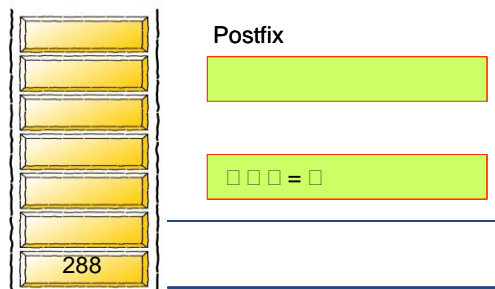 Postfix
□ □ □ = □
288